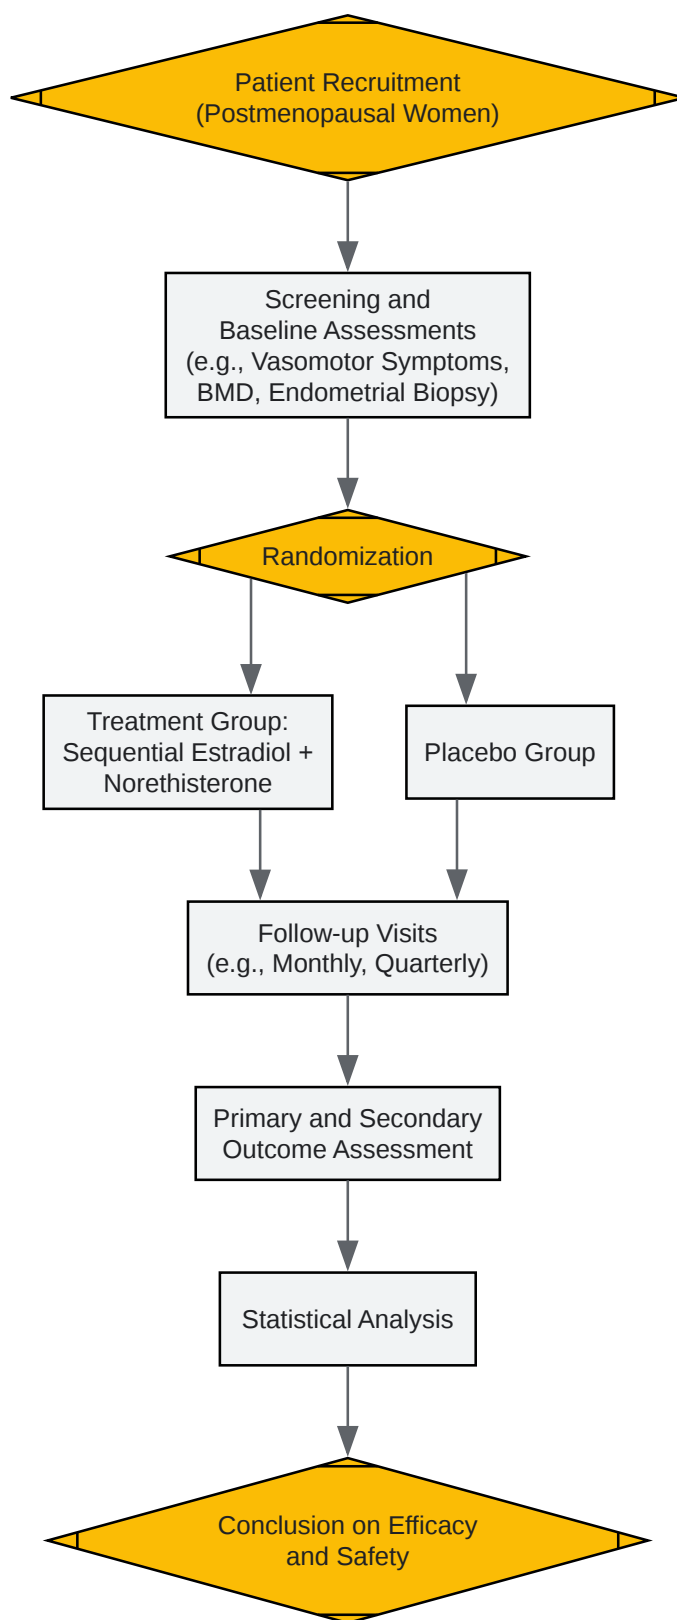 Patient Recruitment
(Postmenopausal Women)
Screening and
Baseline Assessments
(e.g., Vasomotor Symptoms,
BMD, Endometrial Biopsy)
Randomization
Treatment Group:
Sequential Estradiol +
Norethisterone
Placebo Group
Follow-up Visits
(e.g., Monthly, Quarterly)
Primary and Secondary
Outcome Assessment
Statistical Analysis
Conclusion on Efficacy
and Safety